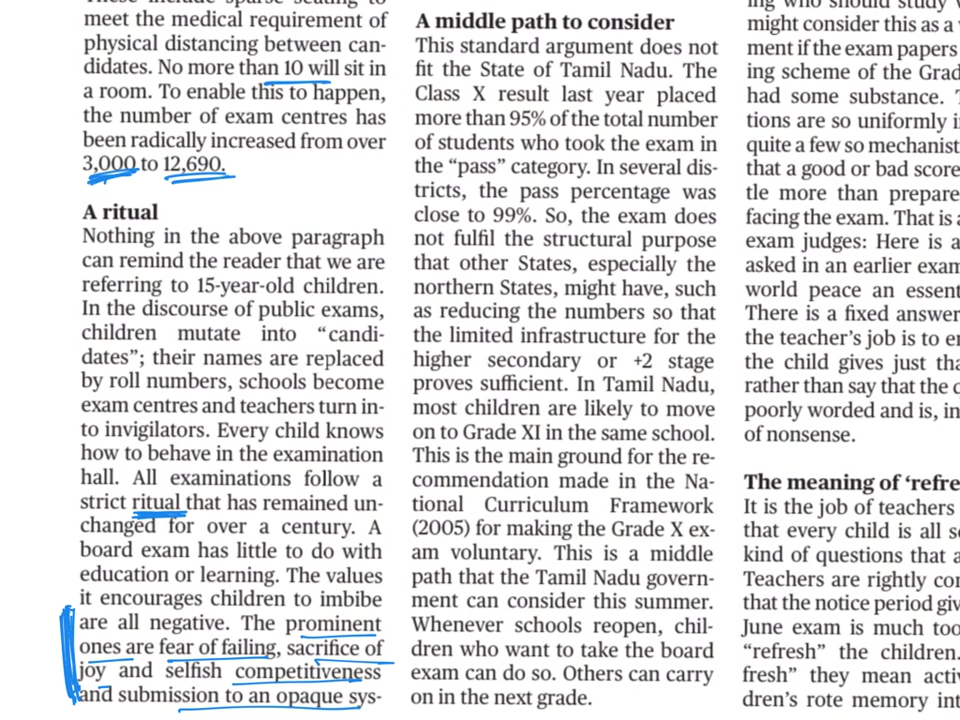 meet the medical requirement of
physical distancing between can-
didates. No more than 10 will sit in
a room. To enable this to happen,
the number of exam centres has
been radically increased from over
3,000 to 12,690.
A ritual
Nothing in the above paragraph
can remind the reader that we are
referring to 15-year-old children.
In the discourse of public exams,
children mutate into “candi-
dates”; their names are replaced
by roll numbers, schools become
exam centres and teachers turn in-
to invigilators. Every child knows
how to behave in the examination
hall. All examinations follow a
strict ritual that has remained un-
changed for over a century. A
board exam has little to do with
education or learning. The values
it encourages children to imbibe
are all negative. The prominent
ones are fear of failing, sacrifice of
joy and selfish competitiveness
and submission to an opaque sys-
A middle path to consider
This standard argument does not
fit the State of Tamil Nadu. The
Class X result last year placed
more than 95% of the total number
of students who took the exam in
the “pass” category. In several dis-
tricts, the pass percentage was
close to 99%. So, the exam does
not fulfil the structural purpose
that other States, especially the
northern States, might have, such
as reducing the numbers so that
the limited infrastructure for the
higher secondary or +2 stage
proves sufficient. In Tamil Nadu,
most children are likely to move
on to Grade XI in the same school.
This is the main ground for the re-
commendation made in the Na-
tional Curriculum Framework
(2005) for making the Grade X ex-
am voluntary. This is a middle
path that the Tamil Nadu govern-
ment can consider this summer.
Whenever schools reopen, chil-
dren who want to take the board
exam can do so. Others can carry
on in the next grade.
ing who should study
might consider this as a
ment if the exam papers
ing scheme of the Grad
had some substance.
tions are so uniformly i
quite a few so mechanist
that a good or bad score
tle more than prepare
facing the exam. That is
exam judges: Here is a
asked in an earlier exam
world peace an essent
There is a fixed answer
the teacher’s job is to e
the child gives just tha
rather than say that the
poorly worded and is, in
of nonsense.
The meaning of ‘refre
It is the job of teachers
that every child is all s
kind of questions that a
Teachers are rightly co
that the notice period giv
June exam is much too
“refresh” the children.
fresh” they mean activ
dren’s rote memory int